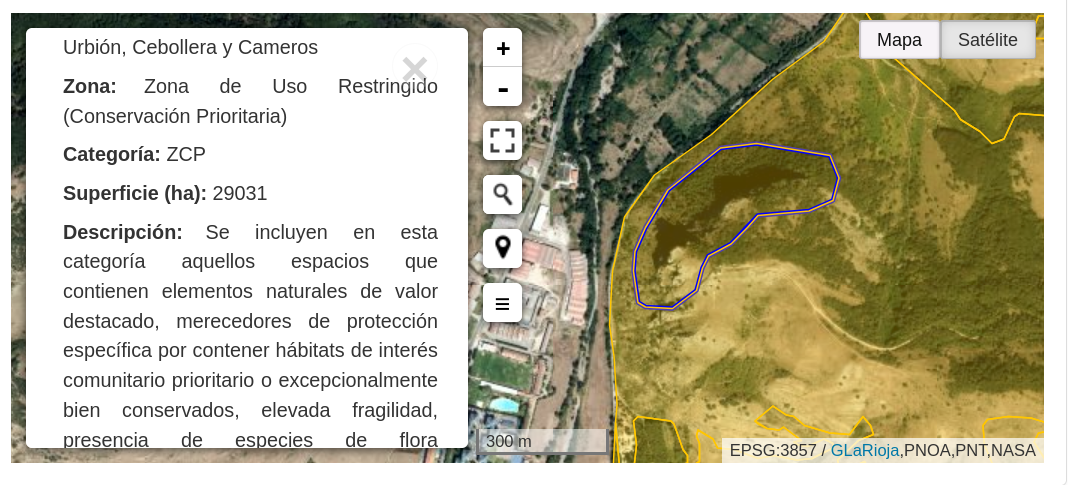 Urbión, Cebollera y Cameros
Zona: Zona de Uso Restringido
(Conservación Prioritaria)
Categoría: ZCP
Superficie (ha): 29031
Descripción: Se incluyen en esta
categoría aquellos espacios que
contienen elementos naturales de valor
destacado, merecedores de protección
específica por contener hábitats de interés
comunitario prioritario o excepcionalmente
bien conservados, elevada fragilidad,
presencia de especies de flora
+
-
300 m
Mapa Satélite
EPSG:3857 / GLaRioja,PNOA,PNT,NASA